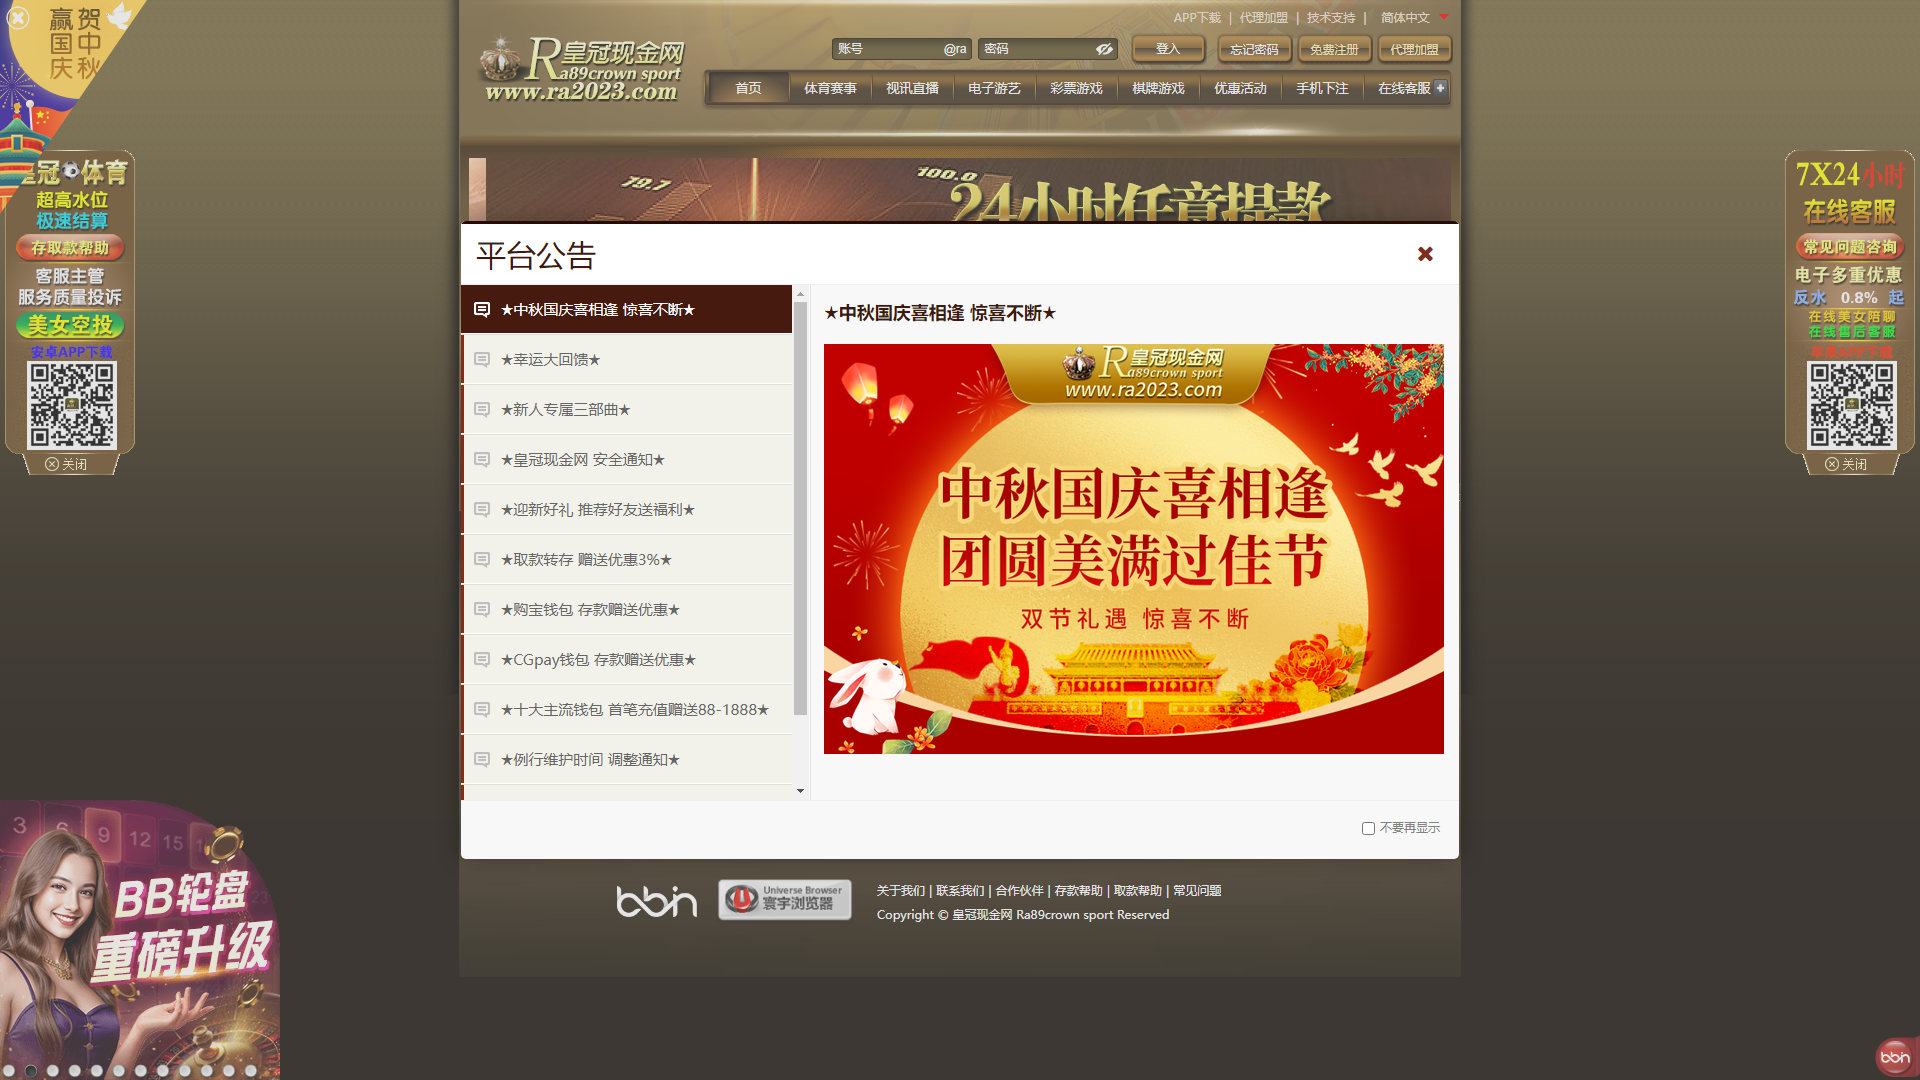 贺中秋
赢国庆
APP下载 | 代理加盟 | 技术支持 | 简体中文
R皇冠现金网
a89crown sport
www.ra2023.com
账号 @ra 密码 登入 忘记密码 免费注册 代理加盟
首页 体育赛事 视讯直播 电子游艺 彩票游戏 棋牌游戏 优惠活动 手机下注 在线客服
79.7
100.0
24小时任意提款
皇冠体育
超高水位
极速结算
存取款帮助
客服主管
服务质量投诉
美女空投
安卓APP下载
关闭
7X24小时
在线客服
常见问题咨询
电子多重优惠
反水 0.8% 起
在线美女陪聊
在线售后客服
苹果APP下载
关闭
平台公告
★中秋国庆喜相逢 惊喜不断★
★幸运大回馈★
★新人专属三部曲★
★皇冠现金网 安全通知★
★迎新好礼 推荐好友送福利★
★取款转存 赠送优惠3%★
★购宝钱包 存款赠送优惠★
★CGpay钱包 存款赠送优惠★
★十大主流钱包 首笔充值赠送88-1888★
★例行维护时间 调整通知★
★中秋国庆喜相逢 惊喜不断★
R皇冠现金网
a89crown sport
www.ra2023.com
中秋国庆喜相逢
团圆美满过佳节
双节礼遇 惊喜不断
不要再显示
3 6 9 12 15
BB轮盘
重磅升级
bbin
Universe Browser
寰宇浏览器
关于我们 | 联系我们 | 合作伙伴 | 存款帮助 | 取款帮助 | 常见问题
Copyright © 皇冠现金网 Ra89crown sport Reserved
bbin